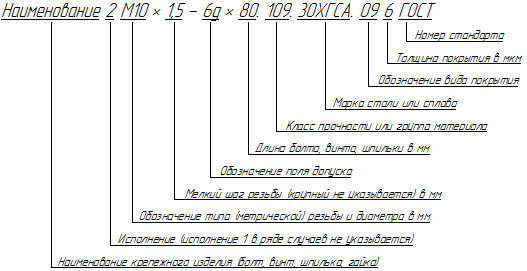 Наименование 2 М10 × 1,5 – 6g × 80. 109. 30ХГСА. 09 6 ГОСТ
Номер стандарта
Толщина покрытия в мкм
Обозначение вида покрытия
Марка стали или сплава
Класс прочности или группа материала
Длина болта, винта, шпильки в мм
Обозначение поля допуска
Мелкий шаг резьбы (крупный не указывается) в мм
Обозначение типа (метрической) резьбы и диаметра в мм
Исполнение (исполнение 1 в ряде случаев не указывается)
Наименование крепежного изделия (болт, винт, шпилька, гайка)